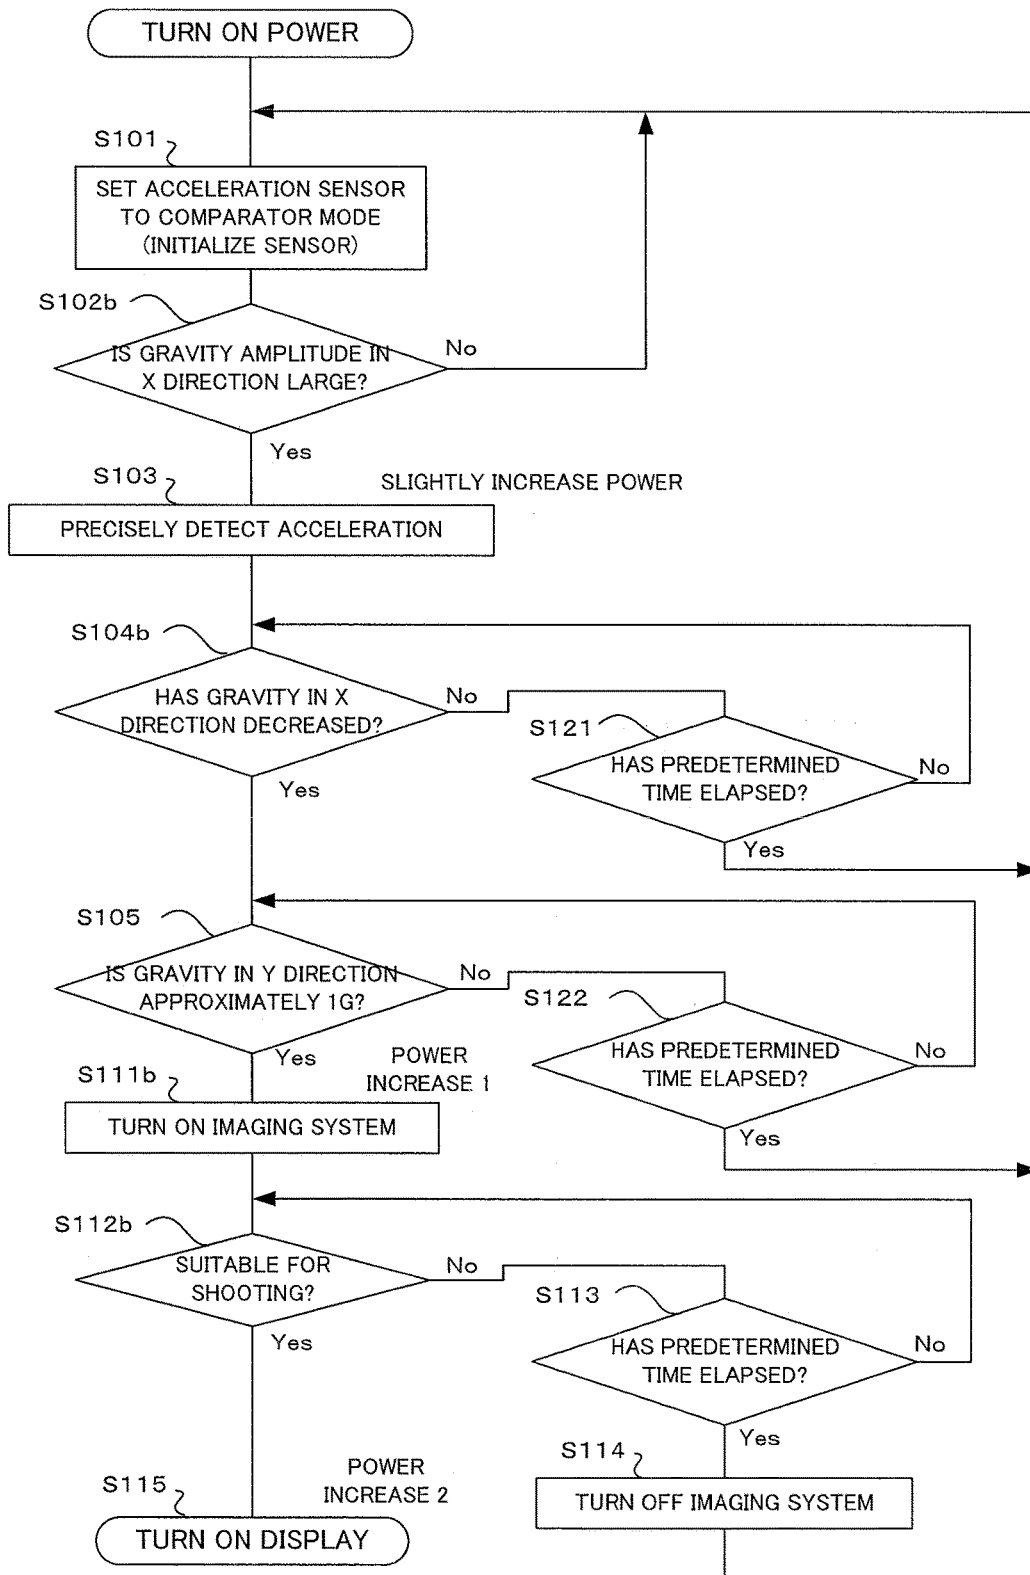 TURN ON POWER
S101
SET ACCELERATION SENSOR
TO COMPARATOR MODE
(INITIALIZE SENSOR)
S102b
IS GRAVITY AMPLITUDE IN
X DIRECTION LARGE?
No
Yes
S103
SLIGHTLY INCREASE POWER
PRECISELY DETECT ACCELERATION
S104b
HAS GRAVITY IN X
DIRECTION DECREASED?
No
Yes
S121
HAS PREDETERMINED
TIME ELAPSED?
No
Yes
S105
IS GRAVITY IN Y DIRECTION
APPROXIMATELY 1G?
No
Yes
S122
HAS PREDETERMINED
TIME ELAPSED?
No
Yes
POWER
INCREASE 1
S111b
TURN ON IMAGING SYSTEM
S112b
SUITABLE FOR
SHOOTING?
No
Yes
S113
HAS PREDETERMINED
TIME ELAPSED?
No
Yes
S114
TURN OFF IMAGING SYSTEM
POWER
INCREASE 2
S115
TURN ON DISPLAY